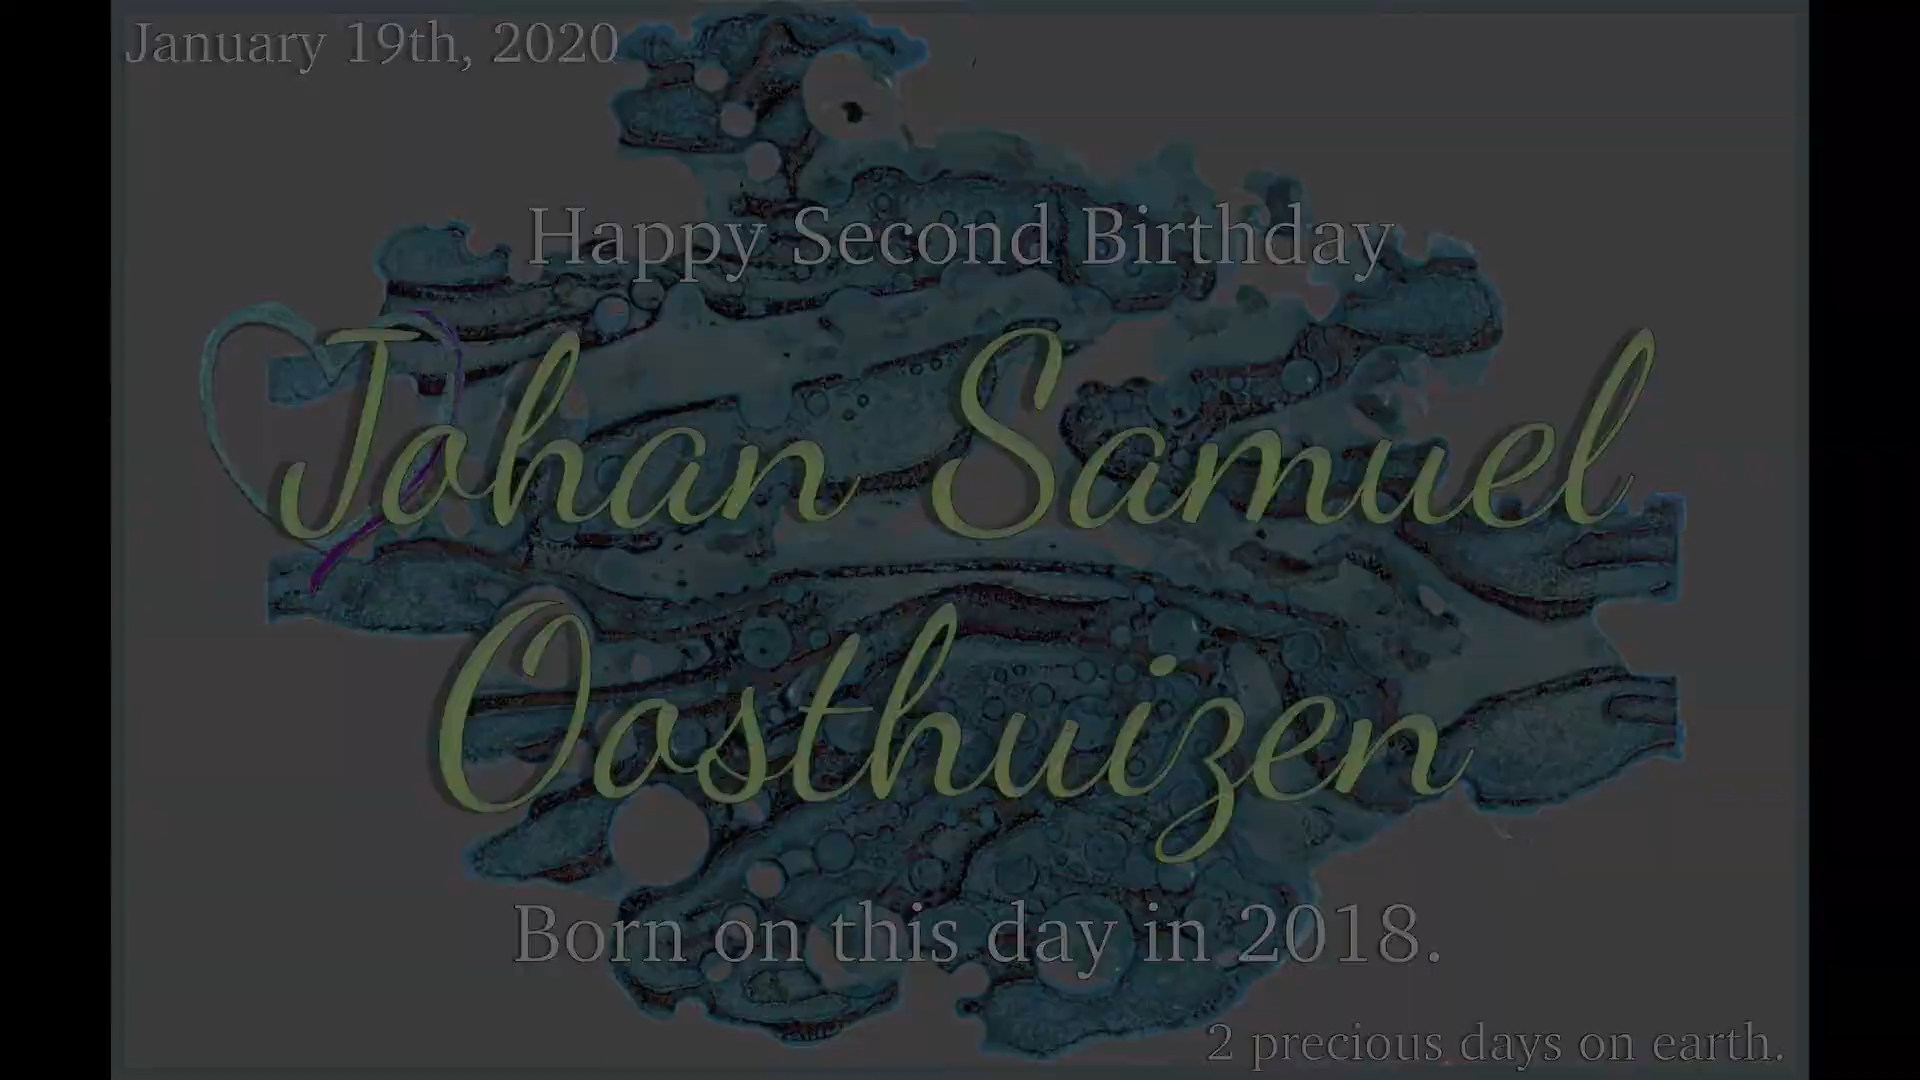 January 19th, 2020
Happy Second Birthday
Johan Samuel
Oosthuizen
Born on this day in 2018.
2 precious days on earth.